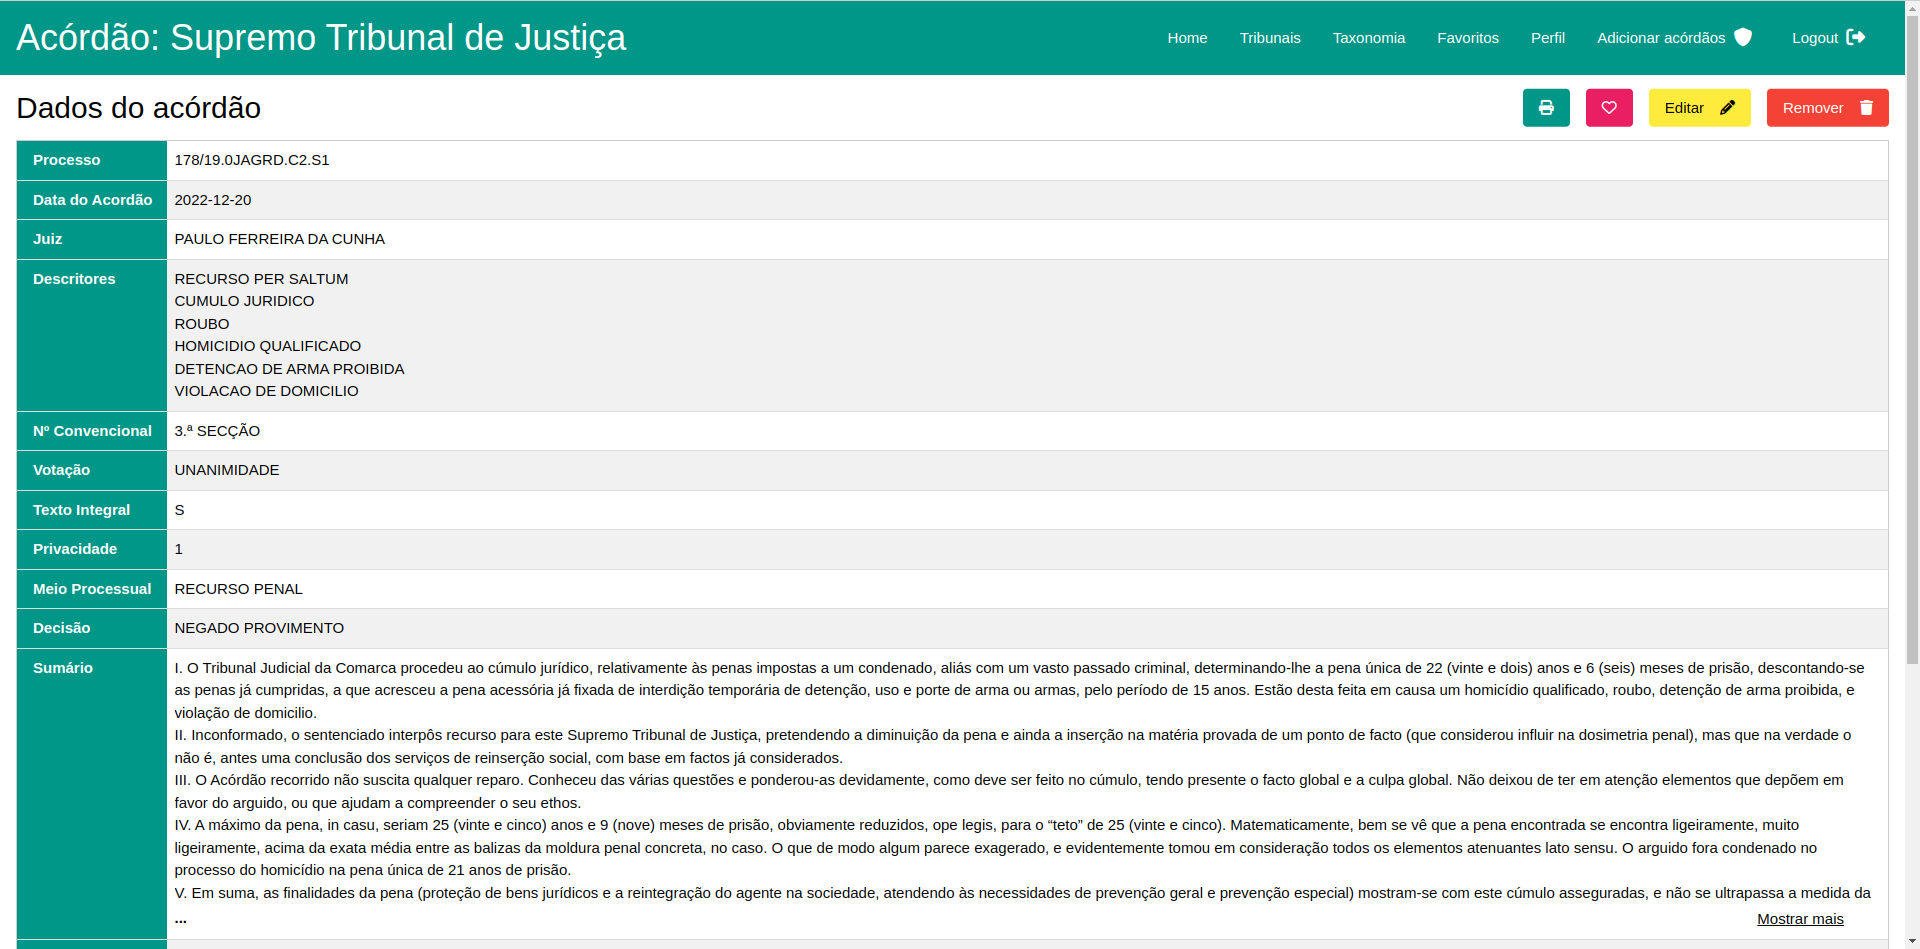 Acórdão: Supremo Tribunal de Justiça
Home Tribunais Taxonomia Favoritos Perfil Adicionar acórdãos Logout
Dados do acórdão
Editar Remover
Processo 178/19.0JAGRD.C2.S1
Data do Acordão 2022-12-20
Juiz PAULO FERREIRA DA CUNHA
Descritores RECURSO PER SALTUM
CUMULO JURIDICO
ROUBO
HOMICIDIO QUALIFICADO
DETENCAO DE ARMA PROIBIDA
VIOLACAO DE DOMICILIO
Nº Convencional 3.ª SECÇÃO
Votação UNANIMIDADE
Texto Integral S
Privacidade 1
Meio Processual RECURSO PENAL
Decisão NEGADO PROVIMENTO
Sumário I. O Tribunal Judicial da Comarca procedeu ao cúmulo jurídico, relativamente às penas impostas a um condenado, aliás com um vasto passado criminal, determinando-lhe a pena única de 22 (vinte e dois) anos e 6 (seis) meses de prisão, descontando-se
as penas já cumpridas, a que acresceu a pena acessória já fixada de interdição temporária de detenção, uso e porte de arma ou armas, pelo período de 15 anos. Estão desta feita em causa um homicídio qualificado, roubo, detenção de arma proibida, e
violação de domicilio.
II. Inconformado, o sentenciado interpôs recurso para este Supremo Tribunal de Justiça, pretendendo a diminuição da pena e ainda a inserção na matéria provada de um ponto de facto (que considerou influir na dosimetria penal), mas que na verdade o
não é, antes uma conclusão dos serviços de reinserção social, com base em factos já considerados.
III. O Acórdão recorrido não suscita qualquer reparo. Conheceu das várias questões e ponderou-as devidamente, como deve ser feito no cúmulo, tendo presente o facto global e a culpa global. Não deixou de ter em atenção elementos que depõem em
favor do arguido, ou que ajudam a compreender o seu ethos.
IV. A máximo da pena, in casu, seriam 25 (vinte e cinco) anos e 9 (nove) meses de prisão, obviamente reduzidos, ope legis, para o “teto” de 25 (vinte e cinco). Matematicamente, bem se vê que a pena encontrada se encontra ligeiramente, muito
ligeiramente, acima da exata média entre as balizas da moldura penal concreta, no caso. O que de modo algum parece exagerado, e evidentemente tomou em consideração todos os elementos atenuantes lato sensu. O arguido fora condenado no
processo do homicídio na pena única de 21 anos de prisão.
V. Em suma, as finalidades da pena (proteção de bens jurídicos e a reintegração do agente na sociedade, atendendo às necessidades de prevenção geral e prevenção especial) mostram-se com este cúmulo asseguradas, e não se ultrapassa a medida da
... Mostrar mais